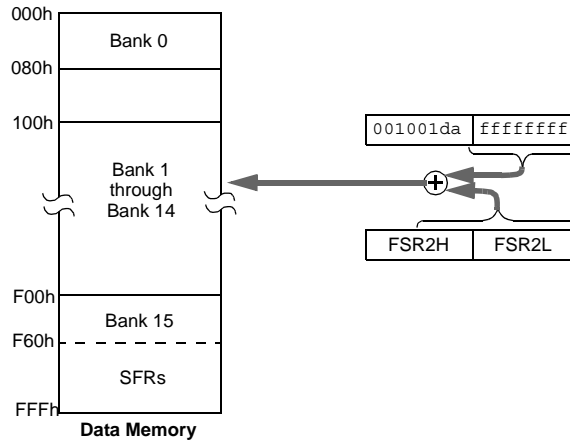 000h
Bank 0
080h
100h
001001da ffffffff
Bank 1
through
Bank 14
FSR2H FSR2L
F00h
Bank 15
F60h
SFRs
FFFh
Data Memory